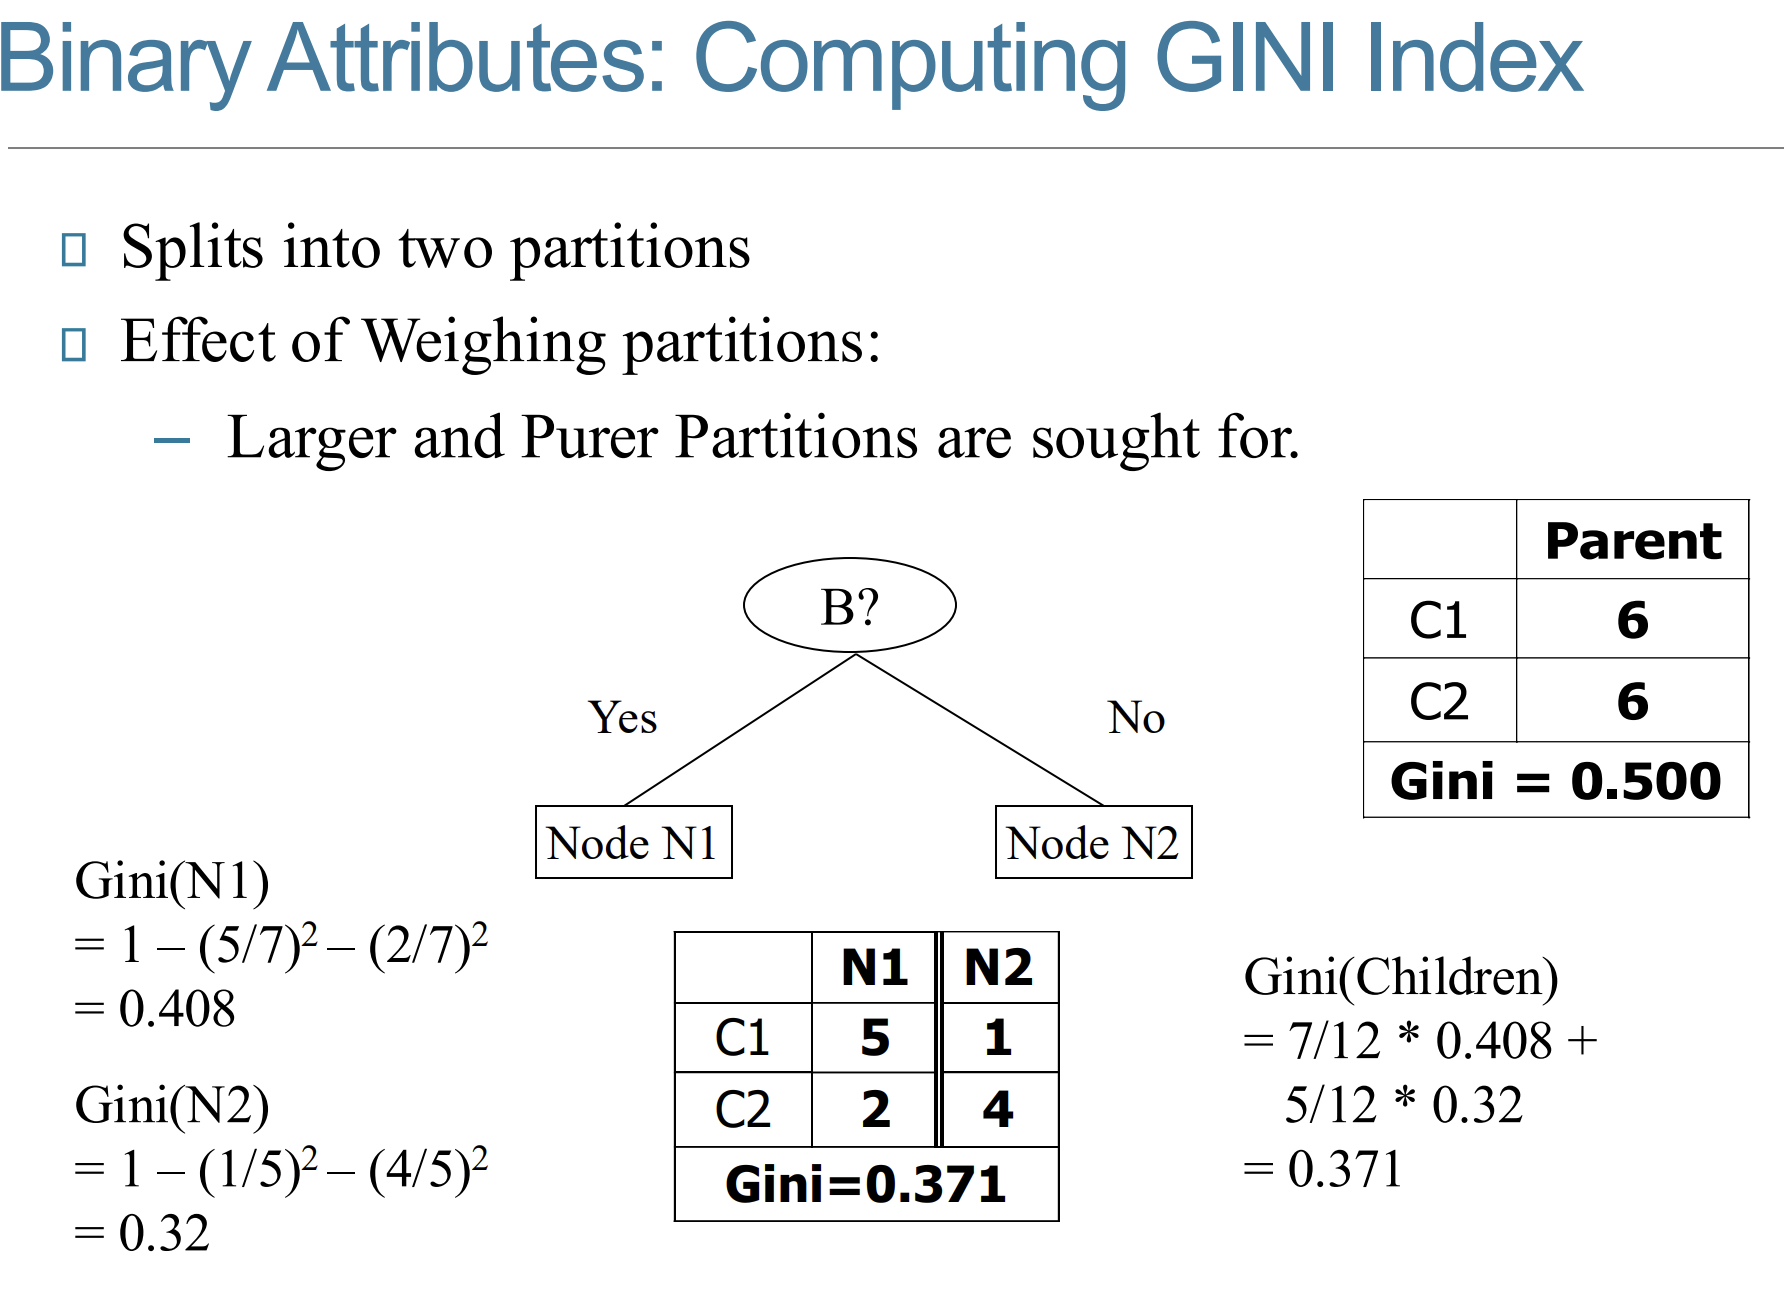 Binary Attributes: Computing GINI Index
Splits into two partitions
Effect of Weighing partitions:
– Larger and Purer Partitions are sought for.
B?
Yes
No
Node N1
Node N2
Parent
C1 6
C2 6
Gini = 0.500
Gini(N1)
= 1 – (5/7)² – (2/7)²
= 0.408
Gini(N2)
= 1 – (1/5)² – (4/5)²
= 0.32
N1 N2
C1 5 1
C2 2 4
Gini=0.371
Gini(Children)
= 7/12 * 0.408 +
5/12 * 0.32
= 0.371